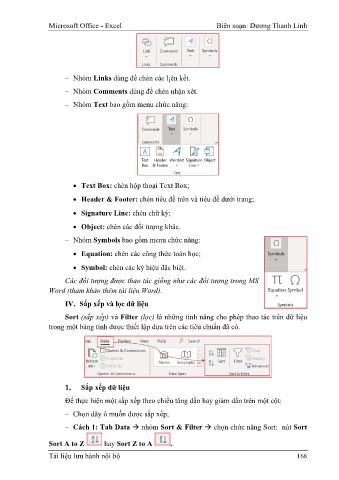 Microsoft Office - Excel Biên soạn: Dương Thanh Linh
Link Comment Text Symbols
Links Comments
− Nhóm Links dùng để chèn các liên kết.
− Nhóm Comments dùng để chèn nhận xét.
− Nhóm Text bao gồm menu chức năng:
Comment Text Symbols
Comments
Text Header WordArt Signature Object
Box & Footer Line
Text
• Text Box: chèn hộp thoại Text Box;
• Header & Footer: chèn tiêu đề trên và tiêu đề dưới trang;
• Signature Line: chèn chữ ký;
• Object: chèn các đối tượng khác.
− Nhóm Symbols bao gồm menu chức năng:
• Equation: chèn các công thức toán học;
• Symbol: chèn các ký hiệu đặc biệt.
Symbols
Equation Symbol
Symbols
Các đối tượng được thao tác giống như các đối tượng trong MS
Word (tham khảo thêm tài liệu Word).
IV. Sắp xếp và lọc dữ liệu
Sort (sắp xếp) và Filter (lọc) là những tính năng cho phép thao tác trên dữ liệu
trong một bảng tính được thiết lập dựa trên các tiêu chuẩn đã có.
Data Review View Help Search
Refresh All Queries & Connections Properties Stocks Geography Sort Filter Clear Reapply Advanced
Queries & Connections Data Types Sort & Filter
1. Sắp xếp dữ liệu
Để thực hiện một sắp xếp theo chiều tăng dần hay giảm dần trên một cột:
− Chọn dãy ô muốn được sắp xếp;
− Cách 1: Tab Data → nhóm Sort & Filter → chọn chức năng Sort: nút Sort
Sort A to Z hay Sort Z to A .
Tài liệu lưu hành nội bộ 168